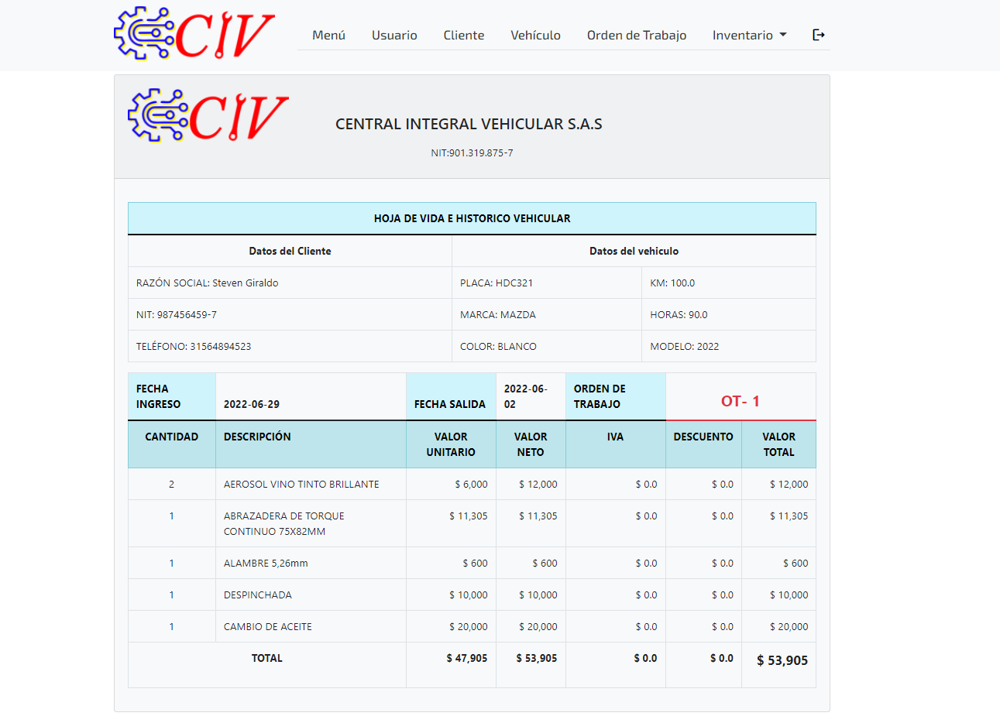 CIV
Menú Usuario Cliente Vehículo Orden de Trabajo Inventario
CIV
CENTRAL INTEGRAL VEHICULAR S.A.S
NIT:901.319.875-7
HOJA DE VIDA E HISTORICO VEHICULAR
Datos del Cliente Datos del vehiculo
RAZÓN SOCIAL: Steven Giraldo PLACA: HDC321 KM: 100.0
NIT: 987456459-7 MARCA: MAZDA HORAS: 90.0
TELÉFONO: 31564894523 COLOR: BLANCO MODELO: 2022
FECHA INGRESO 2022-06-29 FECHA SALIDA 2022-06-02 ORDEN DE TRABAJO OT- 1
CANTIDAD DESCRIPCIÓN VALOR UNITARIO VALOR NETO IVA DESCUENTO VALOR TOTAL
2 AEROSOL VINO TINTO BRILLANTE $ 6,000 $ 12,000 $ 0.0 $ 0.0 $ 12,000
1 ABRAZADERA DE TORQUE CONTINUO 75X82MM $ 11,305 $ 11,305 $ 0.0 $ 0.0 $ 11,305
1 ALAMBRE 5,26mm $ 600 $ 600 $ 0.0 $ 0.0 $ 600
1 DESPINCHADA $ 10,000 $ 10,000 $ 0.0 $ 0.0 $ 10,000
1 CAMBIO DE ACEITE $ 20,000 $ 20,000 $ 0.0 $ 0.0 $ 20,000
TOTAL $ 47,905 $ 53,905 $ 0.0 $ 0.0 $ 53,905